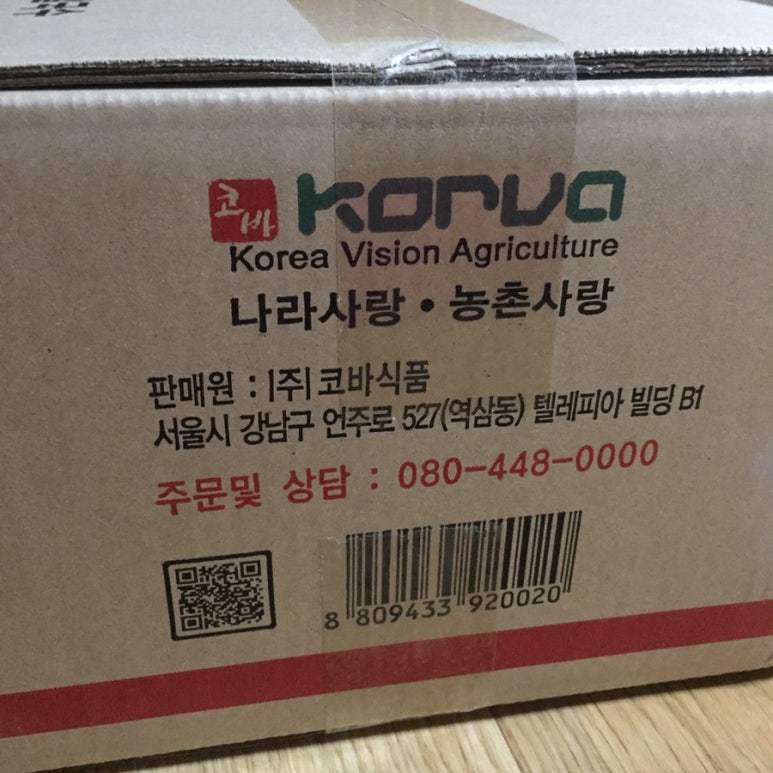 코바 Korva
Korea Vision Agriculture
나라사랑 • 농촌사랑
판매원 : |주| 코바식품
서울시 강남구 언주로 527(역삼동) 텔레피아 빌딩 B1
주문및 상담 : 080-448-0000
8 809433 920020